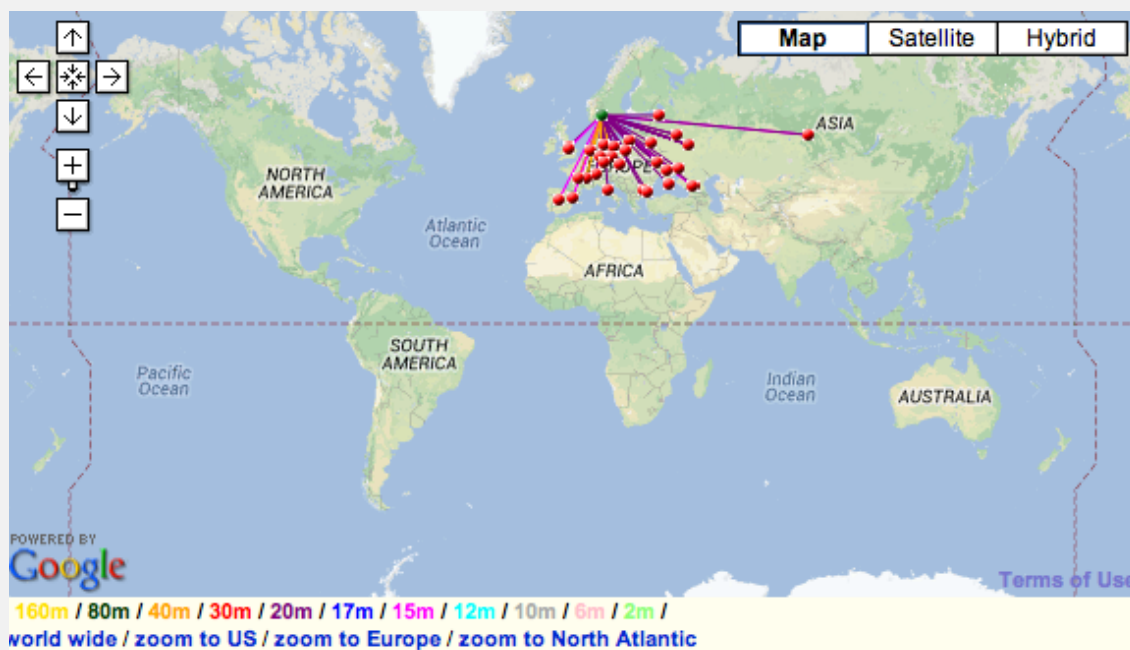 Map Satellite Hybrid
ASIA
EUROPE
NORTH
AMERICA
Atlantic
Ocean
AFRICA
SOUTH
AMERICA
Pacific
Ocean
Indian
Ocean
AUSTRALIA
POWERED BY
Google
Terms of Use
160m / 80m / 40m / 30m / 20m / 17m / 15m / 12m / 10m / 6m / 2m /
world wide / zoom to US / zoom to Europe / zoom to North Atlantic